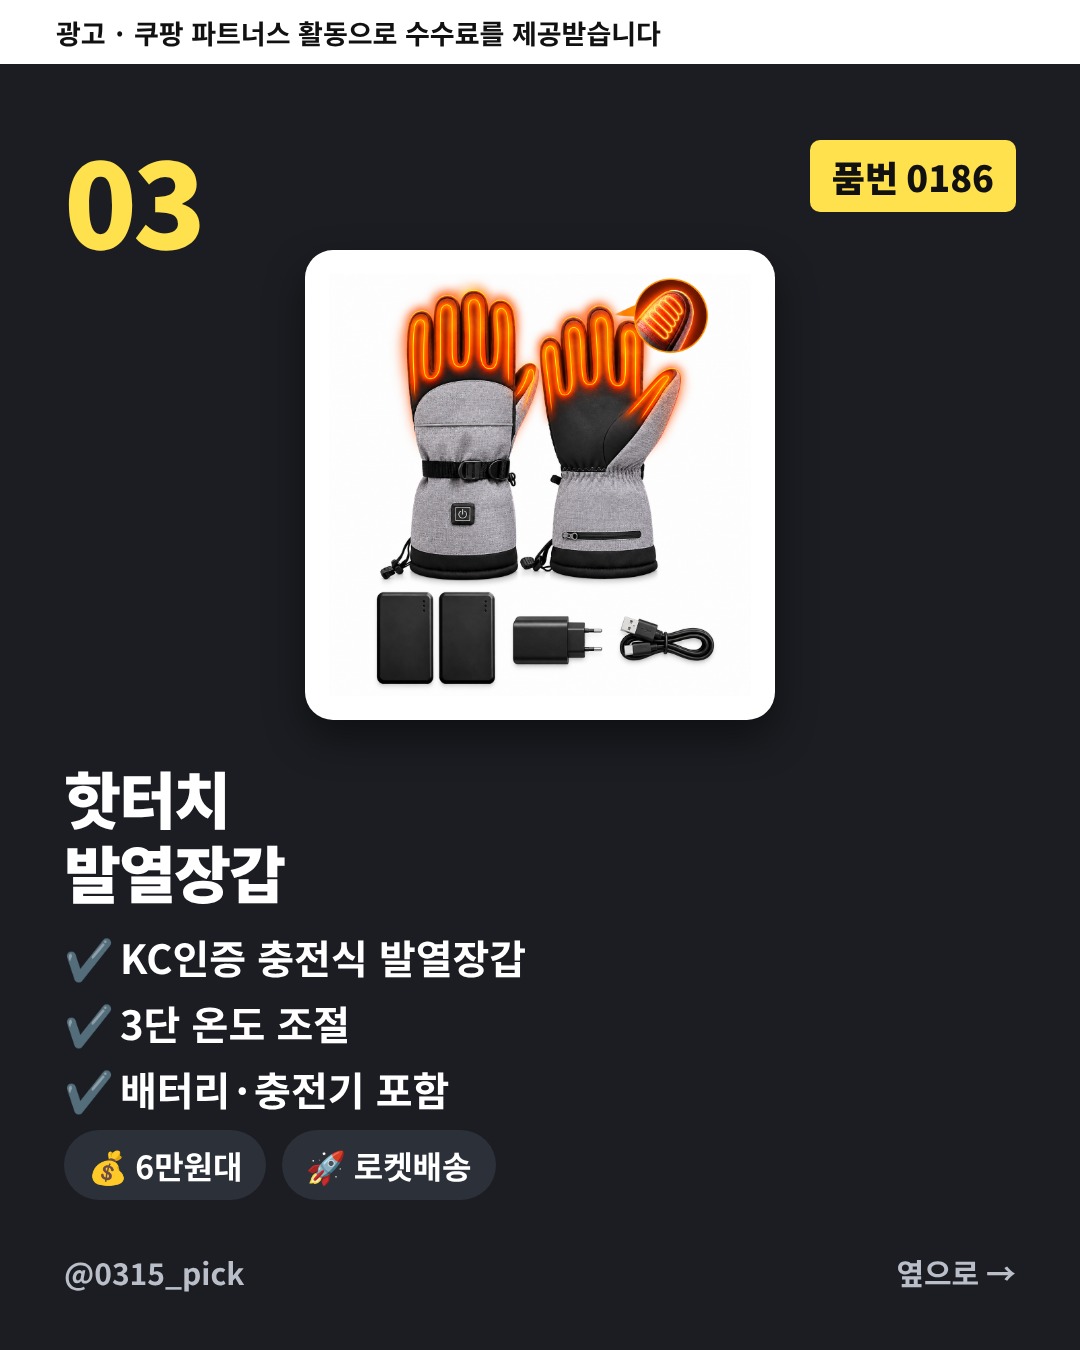 광고 · 쿠팡 파트너스 활동으로 수수료를 제공받습니다
03
품번 0186
핫터치
발열장갑
✔️ KC인증 충전식 발열장갑
✔️ 3단 온도 조절
✔️ 배터리·충전기 포함
💰 6만원대
🚀 로켓배송
@0315_pick
옆으로 →